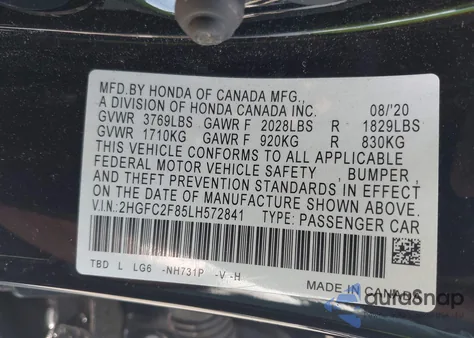 MFD.BY HONDA OF CANADA MFG.,
A DIVISION OF HONDA CANADA INC. 08/'20
GVWR 3769LBS GAWR F 2028LBS R 1829LBS
GVWR 1710KG GAWR F 920KG R 830KG
THIS VEHICLE CONFORMS TO ALL APPLICABLE
FEDERAL MOTOR VEHICLE SAFETY , BUMPER ,
AND THEFT PREVENTION STANDARDS IN EFFECT
ON THE DATE OF MANUFACTURE SHOWN ABOVE.
V.I.N.:2HGFC2F85LH572841 TYPE: PASSENGER CAR
TBD L LG6 -NH731P -V -H
MADE IN CANADA
autosnap